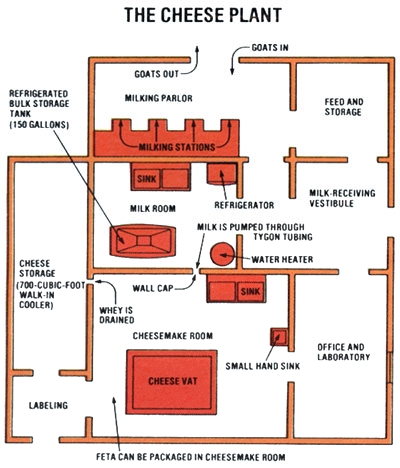 THE CHEESE PLANT
GOATS IN
GOATS OUT
REFRIGERATED
BULK STORAGE
TANK
(150 GALLONS)
MILKING PARLOR
FEED AND
STORAGE
MILKING STATIONS
SINK
REFRIGERATOR
MILK-RECEIVING
VESTIBULE
MILK ROOM
MILK IS PUMPED THROUGH
TYGON TUBING
WATER HEATER
CHEESE
STORAGE
(700-CUBIC-FOOT
WALK-IN
COOLER)
WALL CAP
SINK
WHEY IS
DRAINED
CHEESEMAKE ROOM
OFFICE AND
LABORATORY
SMALL HAND SINK
CHEESE VAT
LABELING
FETA CAN BE PACKAGED IN CHEESEMAKE ROOM